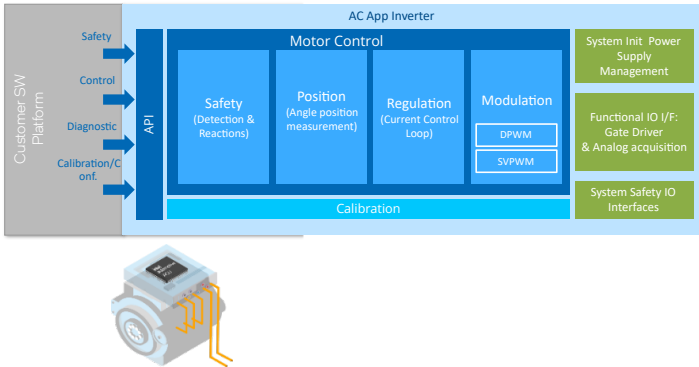 AC App Inverter
Customer SW
Platform
Safety
Control
Diagnostic
Calibration/C
onf.
API
Motor Control
Safety
(Detection &
Reactions)
Position
(Angle position
measurement)
Regulation
(Current Control
Loop)
Modulation
DPWM
SVPWM
Calibration
System Init Power
Supply
Management
Functional IO I/F:
Gate Driver
& Analog acquisition
System Safety IO
Interfaces